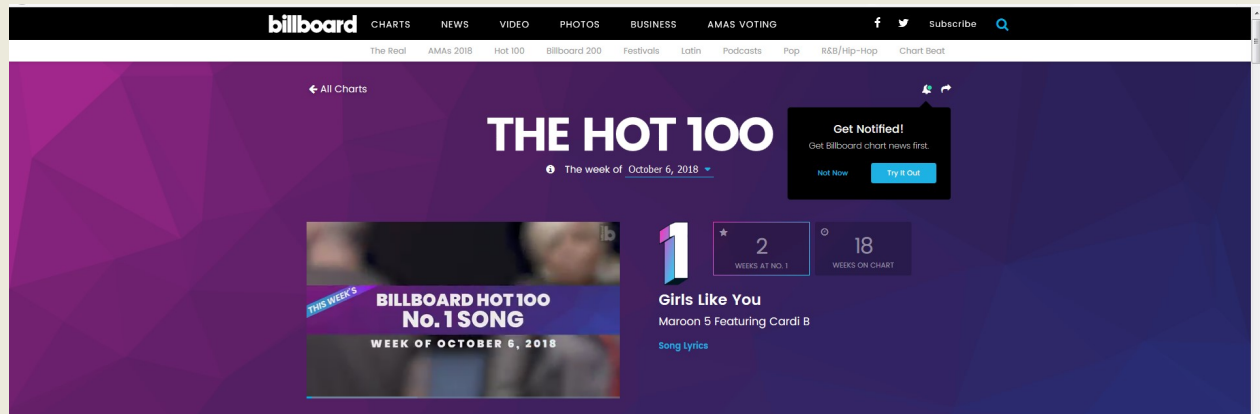 billboard CHARTS NEWS VIDEO PHOTOS BUSINESS AMAS VOTING f Subscribe
The Real AMAs 2018 Hot 100 Billboard 200 Festivals Latin Podcasts Pop R&B/Hip-Hop Chart Beat
All Charts
THE HOT 100
The week of October 6, 2018
Get Notified!
Get Billboard chart news first.
Not Now Try It Out
b
THIS WEEK'S
BILLBOARD HOT 100
No. 1 SONG
WEEK OF OCTOBER 6, 2018
1
2
WEEKS AT NO. 1
18
WEEKS ON CHART
Girls Like You
Maroon 5 Featuring Cardi B
Song Lyrics